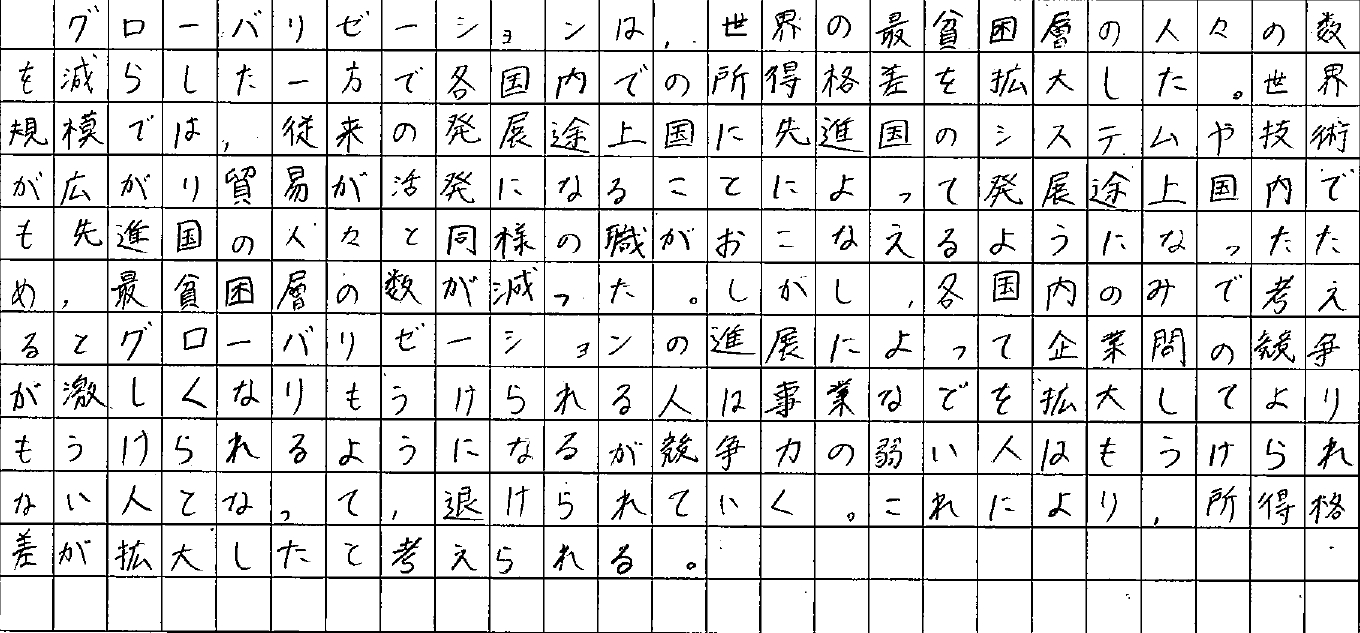 グローバリゼーションは，世界の最貧困層の人々の数
を減らした一方で各国内での所得格差を拡大した。世界
規模では，従来の発展途上国に先進国のシステムや技術
が広がり貿易が活発になることによって発展途上国内で
も先進国の人々と同様の職がおこなえるようになったた
め，最貧困層の数が減った。しかし，各国内のみで考え
るとグローバリゼーションの進展によって企業間の競争
が激しくなりもうけられる人は事業などを拡大してより
もうけられるようになるが競争力の弱い人はもうけられ
ない人となって，退けられていく。これにより，所得格
差が拡大したと考えられる。